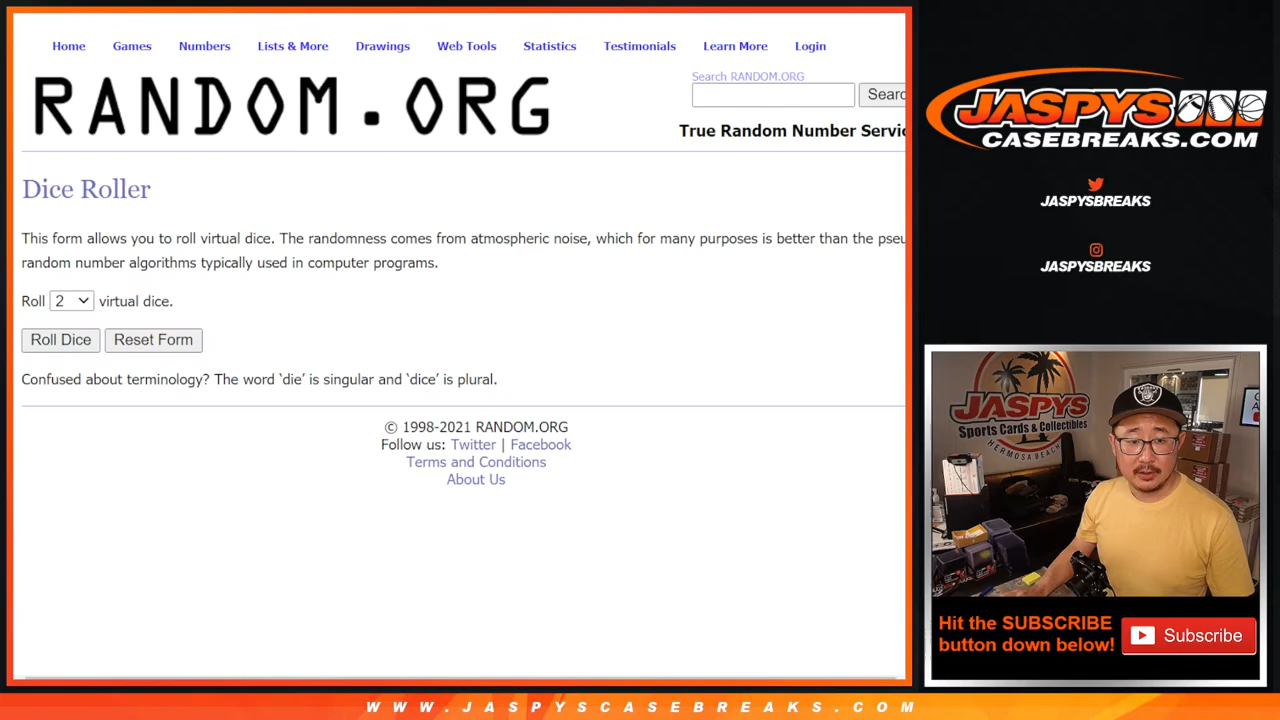 Home Games Numbers Lists & More Drawings Web Tools Statistics Testimonials Learn More Login
RANDOM.ORG
Search RANDOM.ORG
Searc
True Random Number Servic
Dice Roller
This form allows you to roll virtual dice. The randomness comes from atmospheric noise, which for many purposes is better than the pseu
random number algorithms typically used in computer programs.
Roll 2 virtual dice.
Roll Dice Reset Form
Confused about terminology? The word ‘die’ is singular and ‘dice’ is plural.
© 1998-2021 RANDOM.ORG
Follow us: Twitter | Facebook
Terms and Conditions
About Us
JASPYS
CASEBREAKS.COM
JASPYSBREAKS
JASPYSBREAKS
JASPYS
Sports Cards & Collectibles
HERMOSA BEACH
Hit the SUBSCRIBE
button down below!
Subscribe
WWW.JASPYSCASEBREAKS.COM